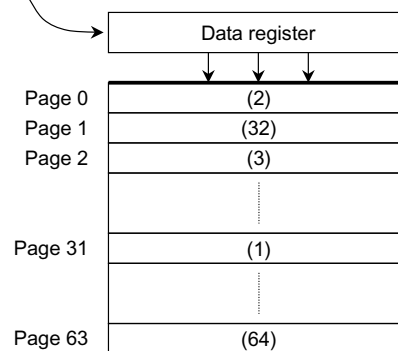 Data register
Page 0 (2)
Page 1 (32)
Page 2 (3)
Page 31 (1)
Page 63 (64)